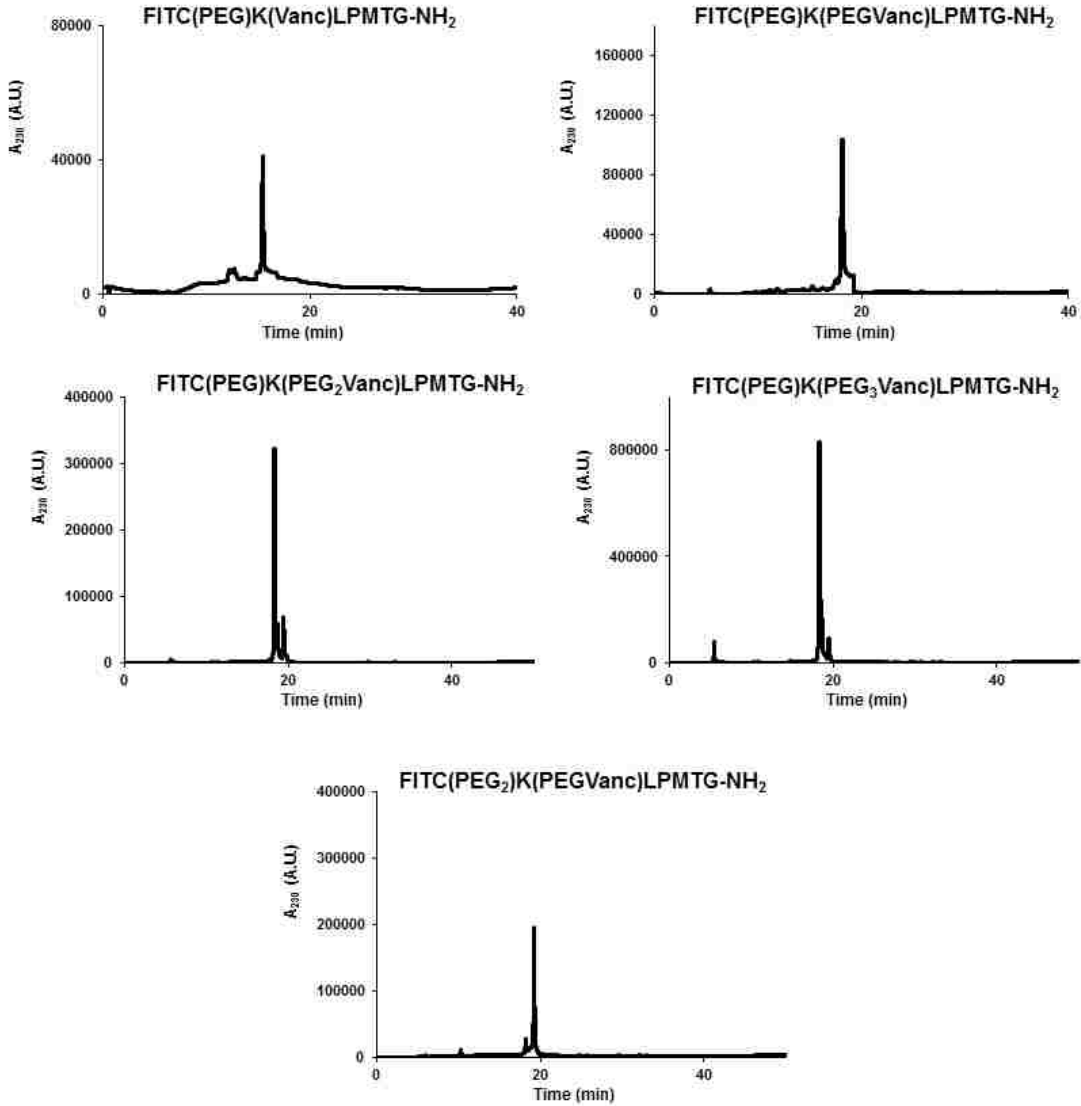 FITC(PEG)K(Vanc)LPMTG-NH₂
80000
40000
0
A₂₃₀ (A.U.)
0 20 40
Time (min)
FITC(PEG)K(PEGVanc)LPMTG-NH₂
160000
120000
80000
40000
0
A₂₃₀ (A.U.)
0 20 40
Time (min)
FITC(PEG)K(PEG₂Vanc)LPMTG-NH₂
400000
300000
200000
100000
0
A₂₃₀ (A.U.)
0 20 40
Time (min)
FITC(PEG)K(PEG₃Vanc)LPMTG-NH₂
800000
400000
0
A₂₃₀ (A.U.)
0 20 40
Time (min)
FITC(PEG₂)K(PEGVanc)LPMTG-NH₂
400000
300000
200000
100000
0
A₂₃₀ (A.U.)
0 20 40
Time (min)